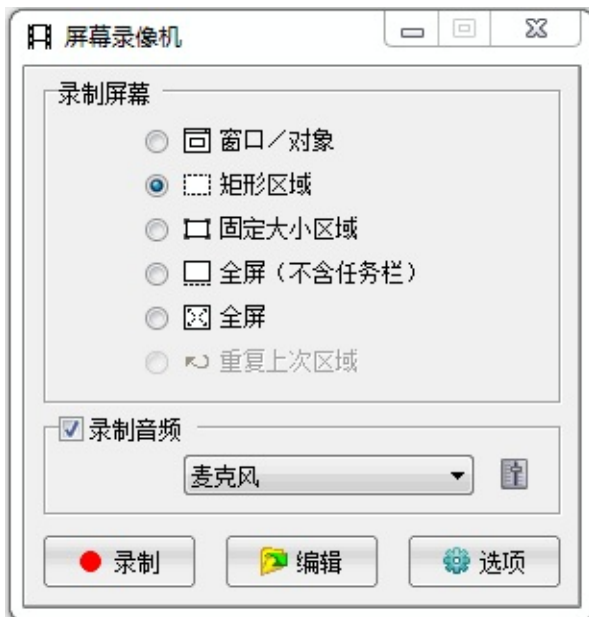 屏幕录像机
录制屏幕
窗口／对象
矩形区域
固定大小区域
全屏（不含任务栏）
全屏
重复上次区域
录制音频
麦克风
录制
编辑
选项